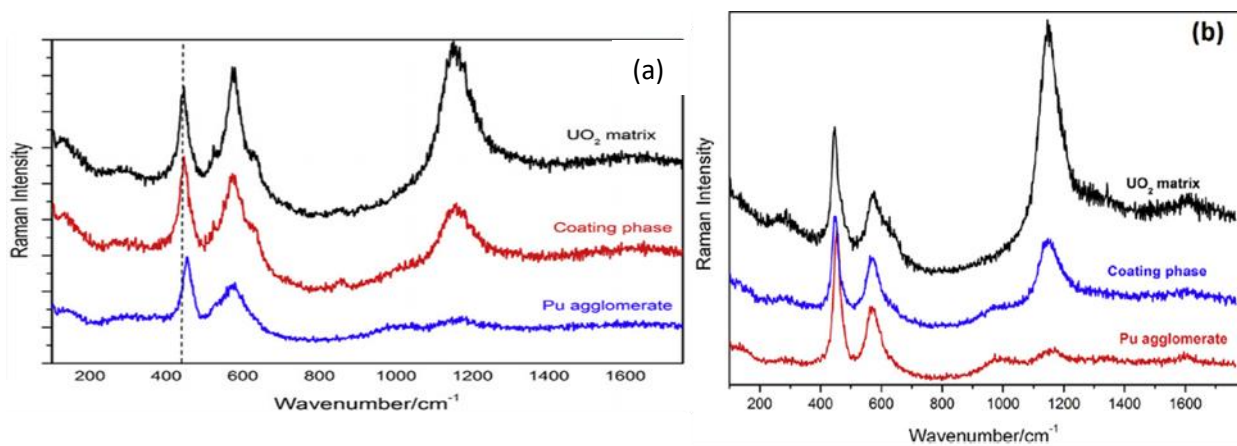 (a)
UO2 matrix
Coating phase
Pu agglomerate
Raman Intensity
200 400 600 800 1000 1200 1400 1600
Wavenumber/cm-1
(b)
UO2 matrix
Coating phase
Pu agglomerate
Raman Intensity
200 400 600 800 1000 1200 1400 1600
Wavenumber/cm-1